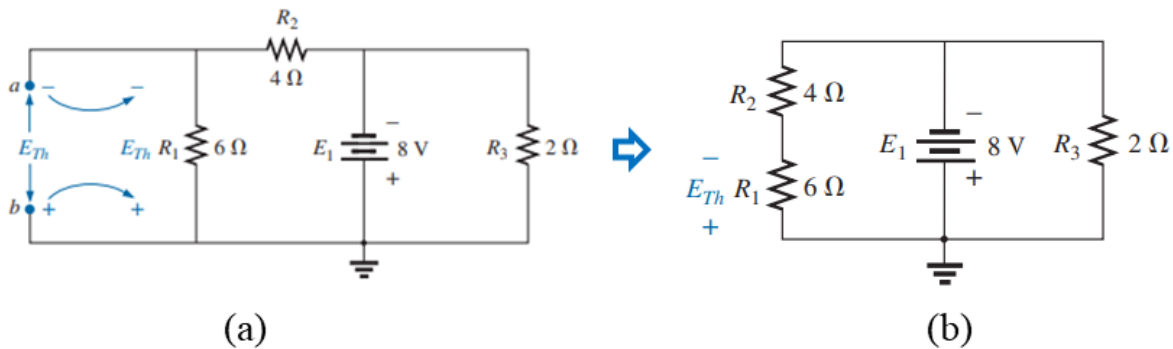 R2
4 Ω
a − −
ETh ETh R1 6 Ω E1 − 8 V + R3 2 Ω
b + +
(a)
R2 4 Ω
− ETh + R1 6 Ω
E1 − 8 V + R3 2 Ω
(b)